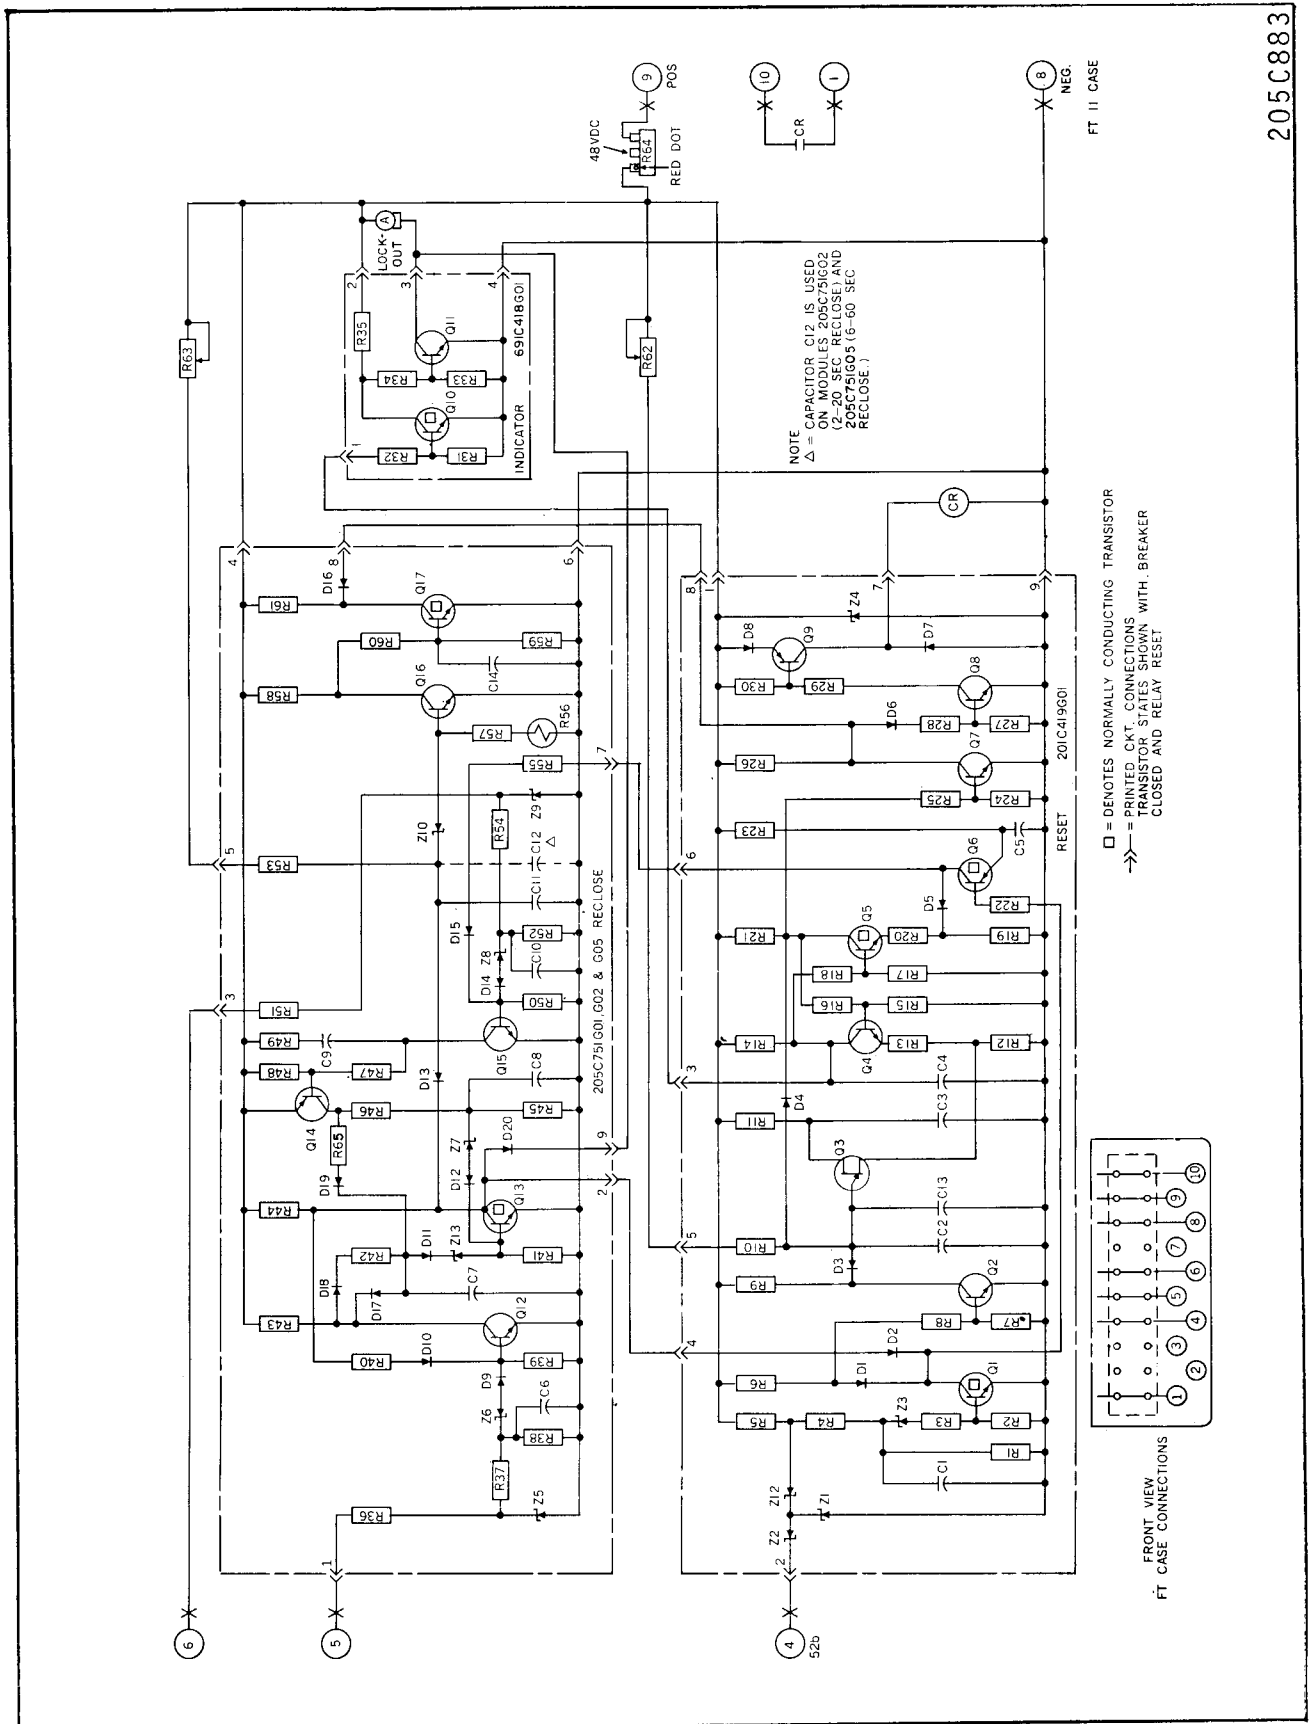 205C883
6
5
4
52b
9
POS
10
1
8
NEG.
FT 11 CASE
CR
48VDC
R64
RED DOT
R63
R62
LOCK-
OUT
A
2
3
4
1
R35
R34
R33
R32
R31
Q10
Q11
INDICATOR
691C418G01
NOTE
△ = CAPACITOR C12 IS USED
ON MODULES 205C751G02
(2-20 SEC RECLOSE) AND
205C751G05 (6-60 SEC
RECLOSE.)
1
3
5
4
8
6
7
9
2
R36
Z5
R37
R38
C6
Z6
D9
R39
R40
D10
Q12
R43
D17
D18
C7
R42
D11
Z13
R41
R44
Q13
D12
Z7
D20
D19
R65
Q14
R46
R45
C8
R48
R47
R49
C9
D13
Q15
R50
D14
Z8
C10
R52
R51
D15
R54
Z9
R53
C11
C12
△
Z10
R55
R57
R56
Q16
R58
R60
C14
R59
R61
Q17
D16
205C751G01,G02 & G05 RECLOSE
2
4
5
3
6
8
1
7
9
Z2
Z1
Z12
C1
R1
R5
R4
Z3
R3
R2
Q1
R6
D1
D2
R8
R7
Q2
R9
D3
R10
C2
C13
Q3
D4
R11
C3
C4
R14
R13
R12
Q4
R16
R15
R18
R17
R21
Q5
R20
R19
D5
R22
Q6
R23
C5
R25
R24
Q7
R26
D6
R28
R27
Q8
R30
R29
Q9
D8
D7
Z4
CR
RESET
201C419G01
□ = DENOTES NORMALLY CONDUCTING TRANSISTOR
= PRINTED CKT. CONNECTIONS
TRANSISTOR STATES SHOWN WITH BREAKER
CLOSED AND RELAY RESET
1
2
3
4
5
6
7
8
9
10
FRONT VIEW
FT CASE CONNECTIONS